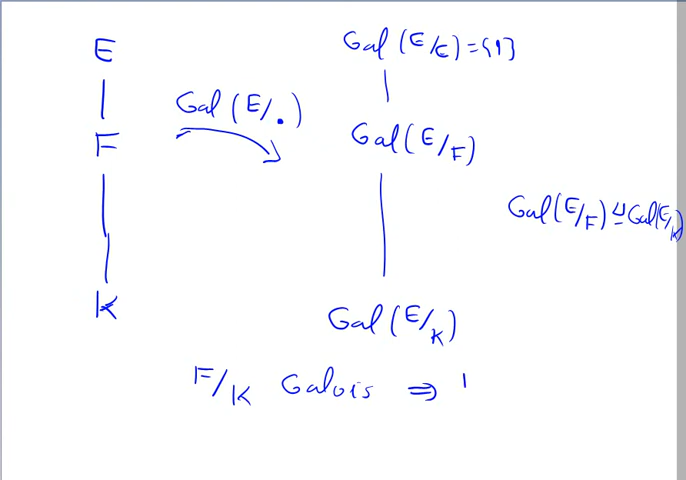 E
Gal (E/E) = {1}
Gal (E/.)
F
Gal (E/F)
Gal (E/F) ⊴ Gal(E/K)
K
Gal (E/K)
F/K Galois ⇒